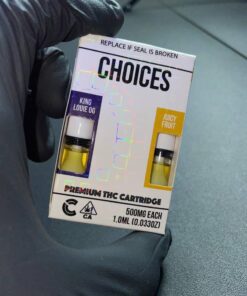 REPLACE IF SEAL IS BROKEN
CHOICES
KING
LOUIE OG
JUICY
FRUIT
PREMIUM THC CARTRIDGE
CA
500MG EACH
1.0ML (0.033OZ)